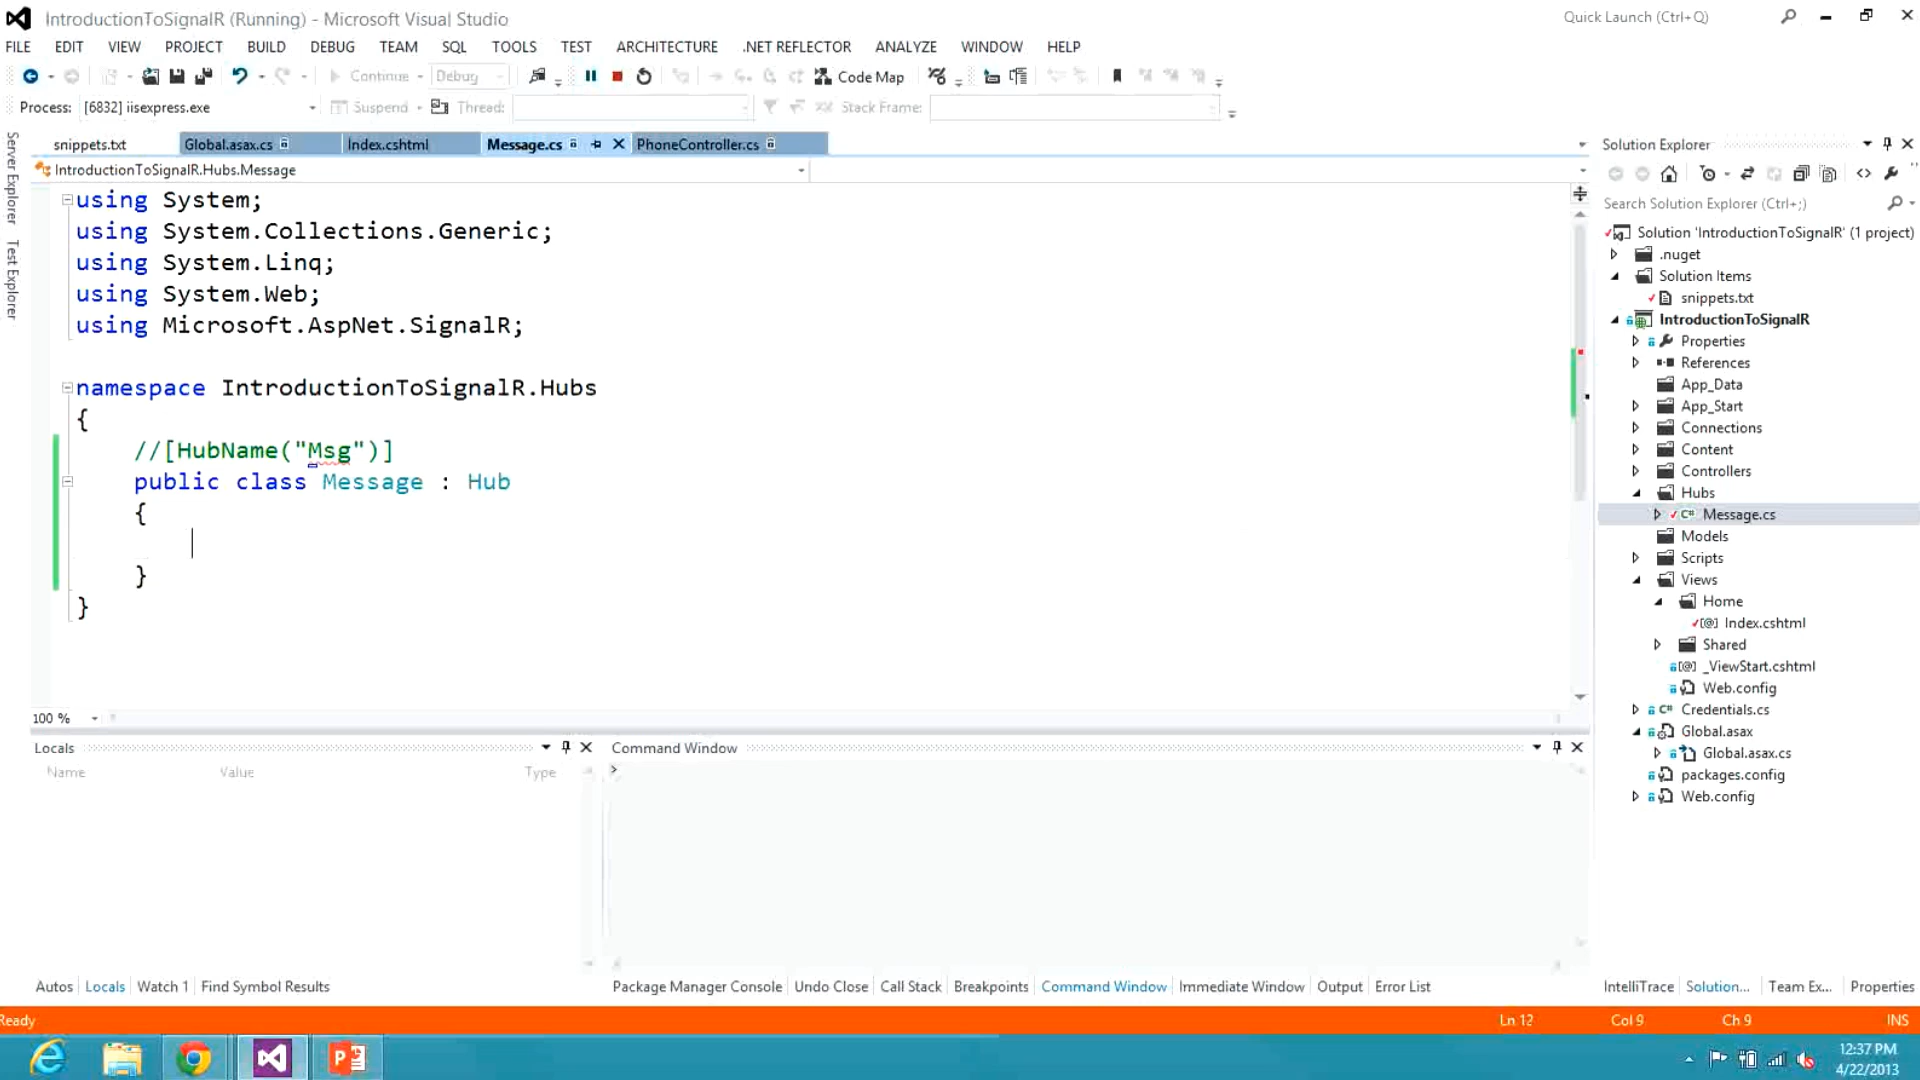 IntroductionToSignalR (Running) - Microsoft Visual Studio
Quick Launch (Ctrl+Q)
FILE EDIT VIEW PROJECT BUILD DEBUG TEAM SQL TOOLS TEST ARCHITECTURE .NET REFLECTOR ANALYZE WINDOW HELP
Continue Debug Code Map
Process: [6832] iisexpress.exe Suspend Thread: Stack Frame:
Server Explorer
Test Explorer
snippets.txt Global.asax.cs Index.cshtml Message.cs PhoneController.cs
IntroductionToSignalR.Hubs.Message
using System;
using System.Collections.Generic;
using System.Linq;
using System.Web;
using Microsoft.AspNet.SignalR;
namespace IntroductionToSignalR.Hubs
{
//[HubName("Msg")]
public class Message : Hub
{
}
}
100 %
Solution Explorer
Search Solution Explorer (Ctrl+;)
Solution 'IntroductionToSignalR' (1 project)
.nuget
Solution Items
snippets.txt
IntroductionToSignalR
Properties
References
App_Data
App_Start
Connections
Content
Controllers
Hubs
C# Message.cs
Models
Scripts
Views
Home
[@] Index.cshtml
Shared
[@] _ViewStart.cshtml
Web.config
C# Credentials.cs
Global.asax
Global.asax.cs
packages.config
Web.config
Locals
Name Value Type
Command Window
>
Autos Locals Watch 1 Find Symbol Results
Package Manager Console Undo Close Call Stack Breakpoints Command Window Immediate Window Output Error List
IntelliTrace Solution... Team Ex... Properties
Ready
Ln 12 Col 9 Ch 9 INS
P
12:37 PM
4/22/2013